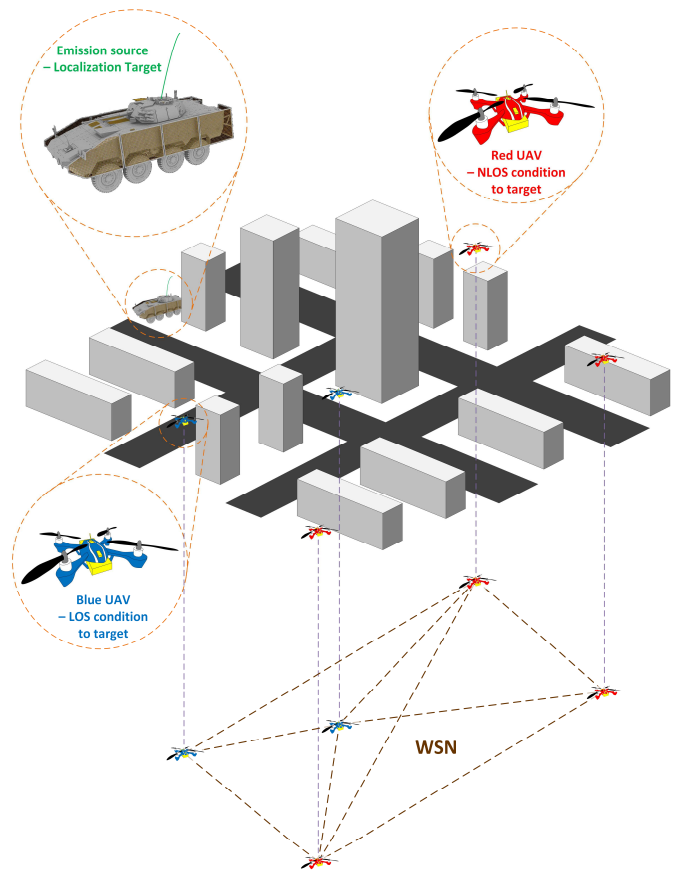 Emission source
– Localization Target
Red UAV
– NLOS condition
to target
Blue UAV
– LOS condition
to target
WSN